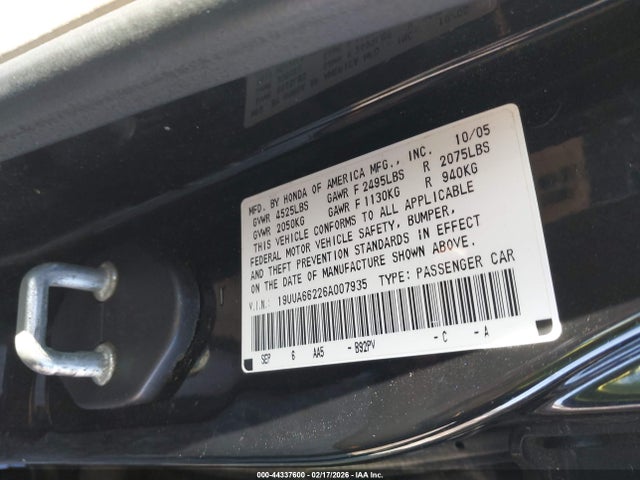 MFD. BY HONDA OF AMERICA MFG., INC. 10/05
GVWR 4525LBS GAWR F 2495LBS R 2075LBS
GVWR 2050KG GAWR F 1130KG R 940KG
THIS VEHICLE CONFORMS TO ALL APPLICABLE
FEDERAL MOTOR VEHICLE SAFETY, BUMPER,
AND THEFT PREVENTION STANDARDS IN EFFECT
ON THE DATE OF MANUFACTURE SHOWN ABOVE.
V.I.N.: 19UUA66226A007935 TYPE: PASSENGER CAR
SEP 6 AA5 - B92PV - C - A
000-44337600 - 02/17/2026 - IAA Inc.